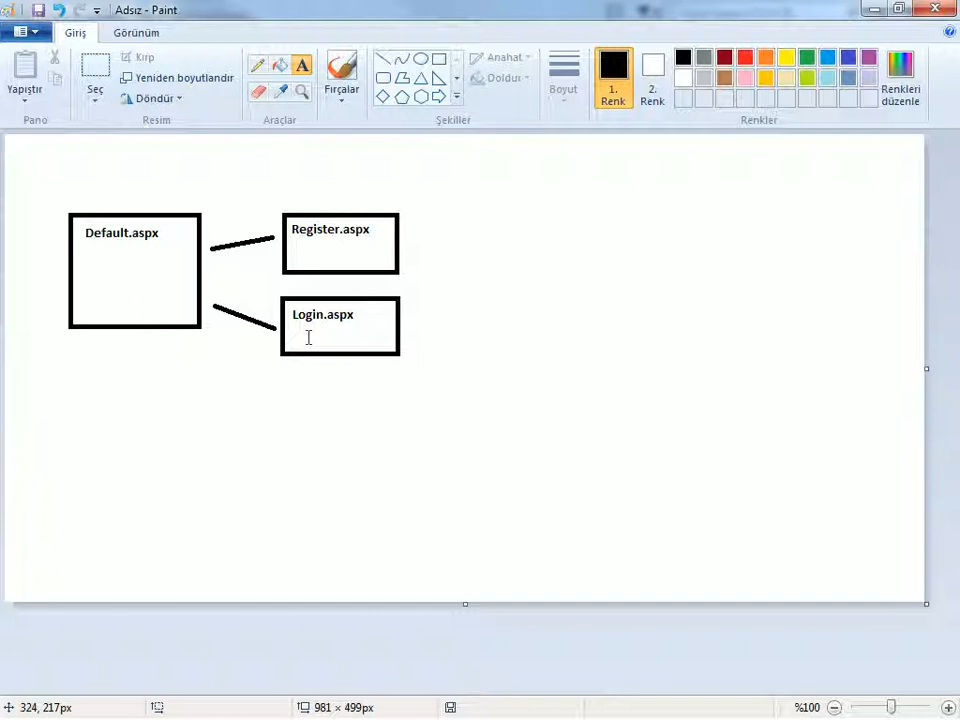 Adsız - Paint
Giriş
Görünüm
Yapıştır
Seç
Kırp
Yeniden boyutlandır
Döndür
A
Fırçalar
Anahat
Doldur
Boyut
1.
Renk
2.
Renk
Renkleri
düzenle
Pano
Resim
Araçlar
Şekiller
Renkler
Default.aspx
Register.aspx
Login.aspx
324, 217px
981 × 499px
%100